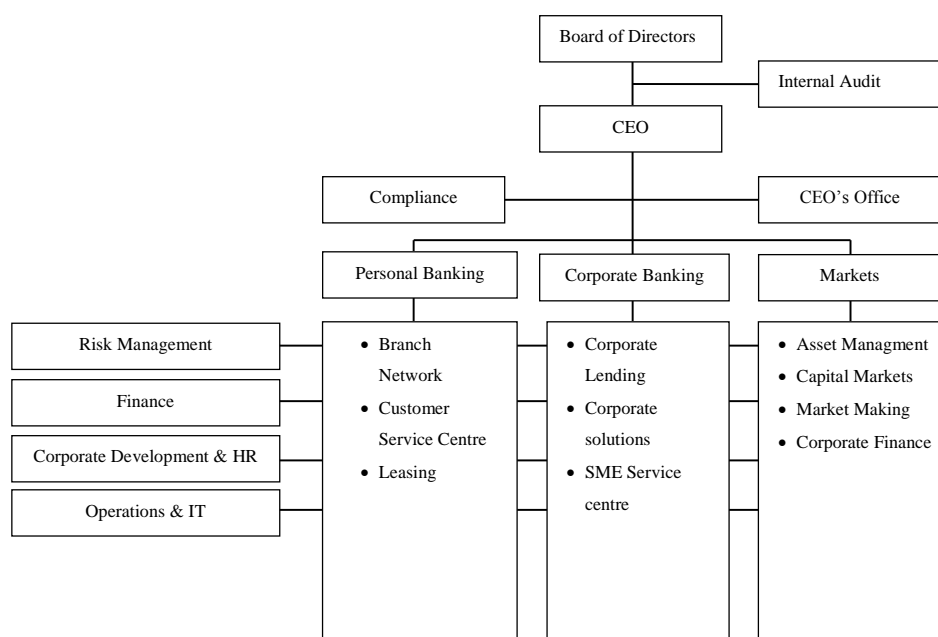 Board of Directors
Internal Audit
CEO
Compliance
CEO’s Office
Personal Banking
Corporate Banking
Markets
Risk Management
Finance
Corporate Development & HR
Operations & IT
• Branch
Network
• Customer
Service Centre
• Leasing
• Corporate
Lending
• Corporate
solutions
• SME Service
centre
• Asset Managment
• Capital Markets
• Market Making
• Corporate Finance